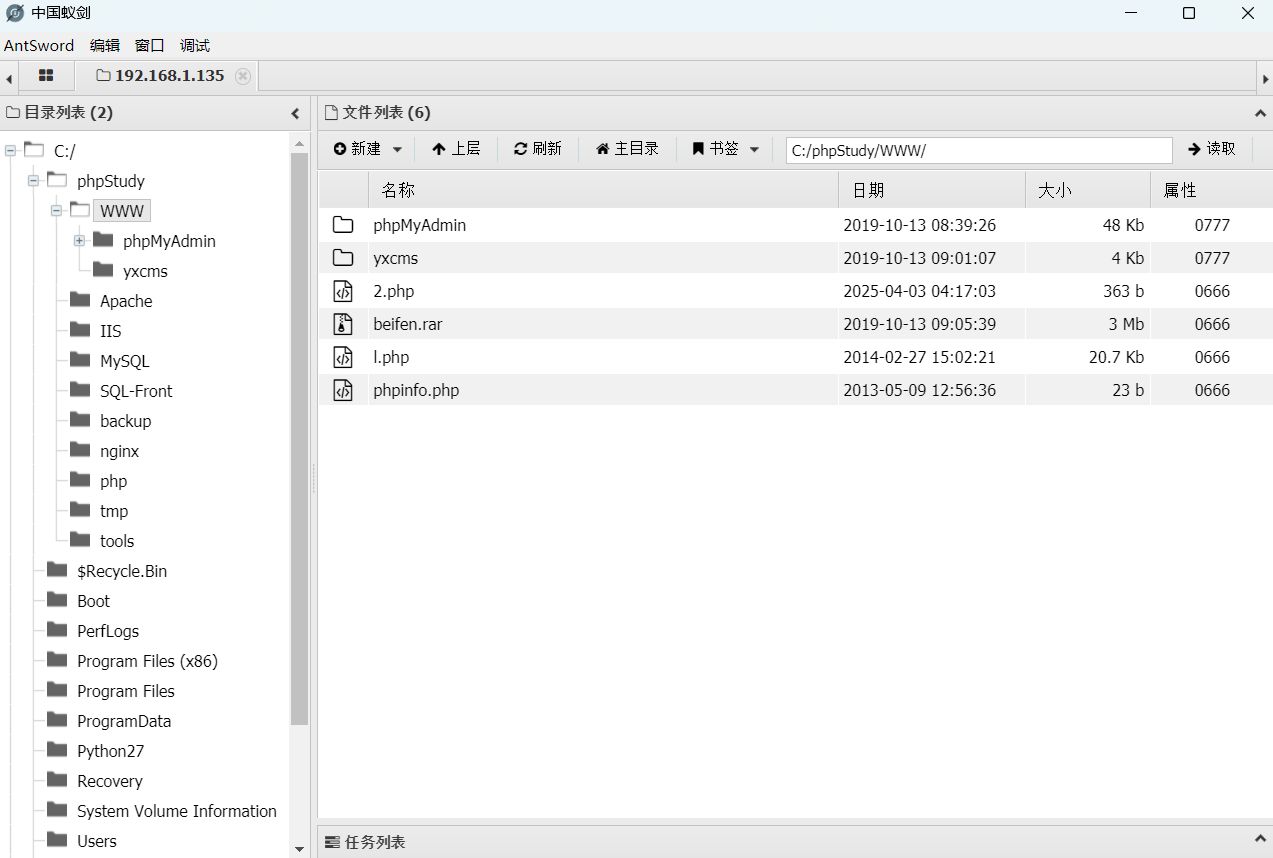 中国蚁剑
AntSword 编辑 窗口 调试
192.168.1.135
目录列表 (2)
C:/
phpStudy
WWW
phpMyAdmin
yxcms
Apache
IIS
MySQL
SQL-Front
backup
nginx
php
tmp
tools
$Recycle.Bin
Boot
PerfLogs
Program Files (x86)
Program Files
ProgramData
Python27
Recovery
System Volume Information
Users
文件列表 (6)
新建 上层 刷新 主目录 书签 C:/phpStudy/WWW/ 读取
名称 日期 大小 属性
phpMyAdmin 2019-10-13 08:39:26 48 Kb 0777
yxcms 2019-10-13 09:01:07 4 Kb 0777
2.php 2025-04-03 04:17:03 363 b 0666
beifen.rar 2019-10-13 09:05:39 3 Mb 0666
l.php 2014-02-27 15:02:21 20.7 Kb 0666
phpinfo.php 2013-05-09 12:56:36 23 b 0666
任务列表